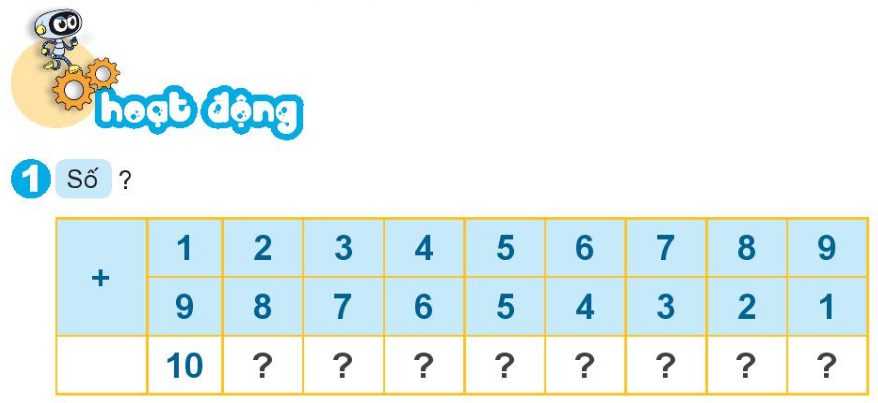 hoạt động
1 Số ?
+ 1 2 3 4 5 6 7 8 9
9 8 7 6 5 4 3 2 1
10 ? ? ? ? ? ? ? ?